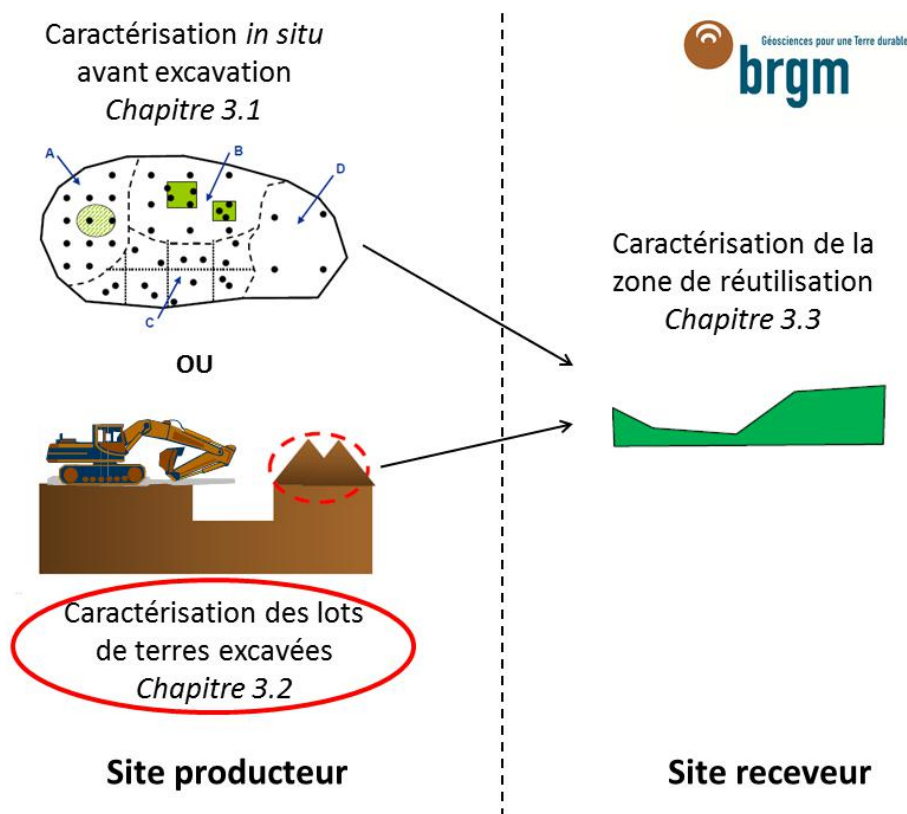 Caractérisation in situ
avant excavation
Chapitre 3.1
A
B
D
C
OU
Caractérisation des lots
de terres excavées
Chapitre 3.2
Site producteur
Géosciences pour une Terre durable
brgm
Caractérisation de la
zone de réutilisation
Chapitre 3.3
Site receveur